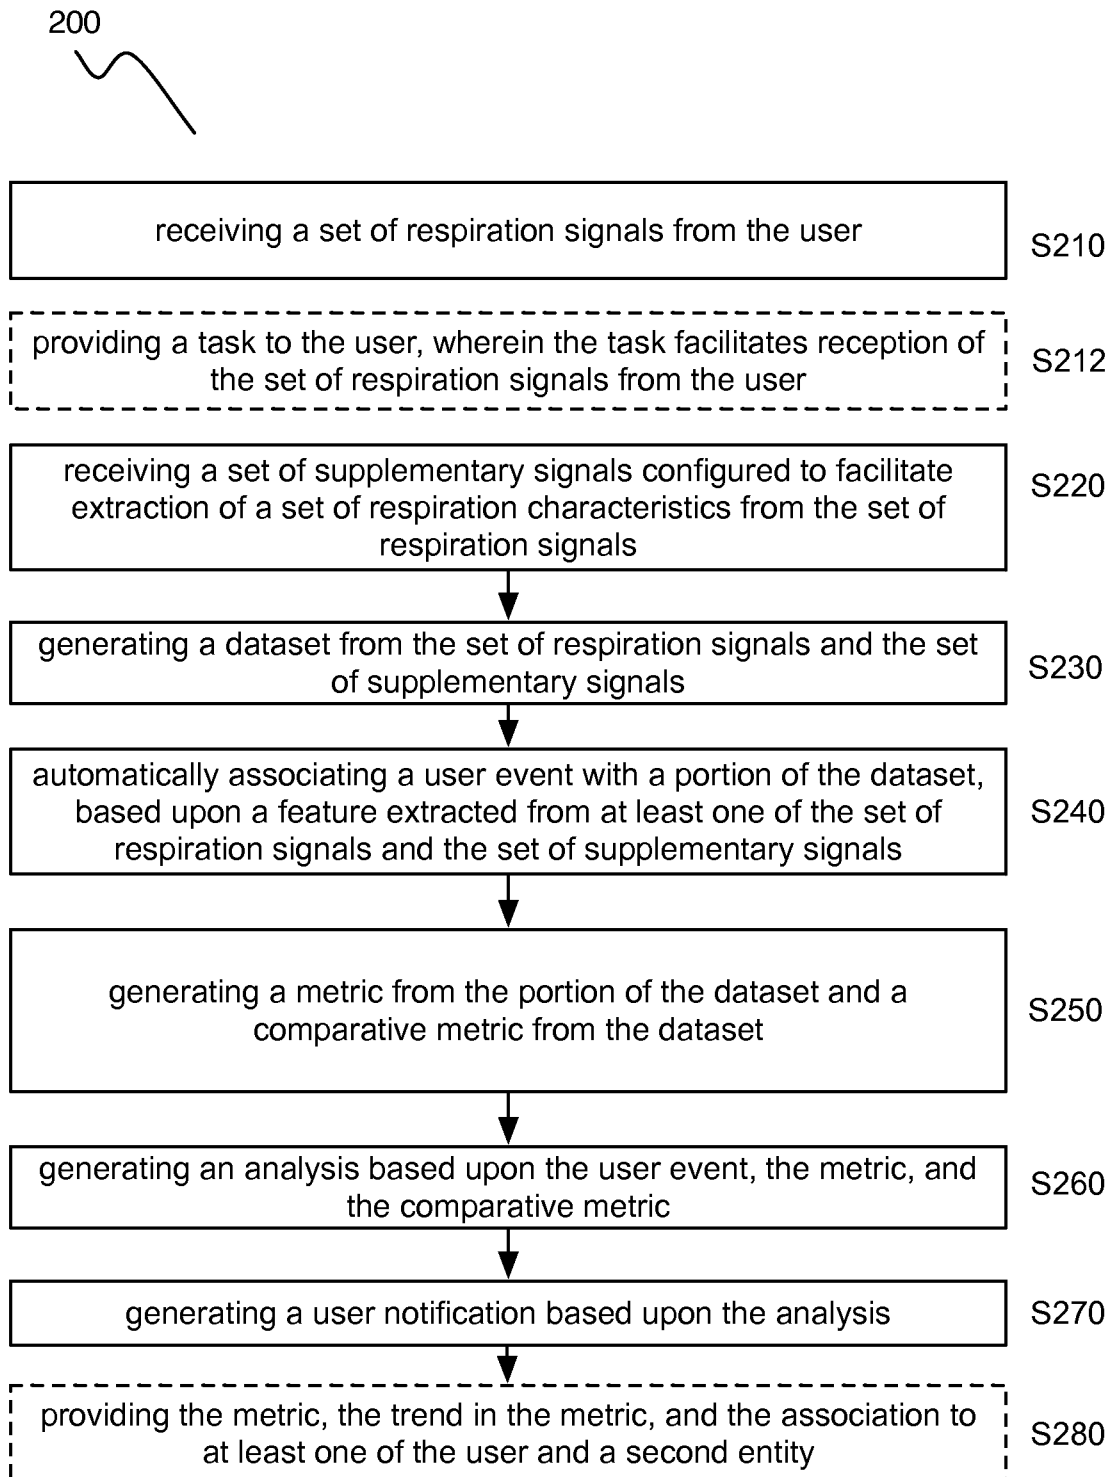 200
receiving a set of respiration signals from the user
S210
providing a task to the user, wherein the task facilitates reception of
the set of respiration signals from the user
S212
receiving a set of supplementary signals configured to facilitate
extraction of a set of respiration characteristics from the set of
respiration signals
S220
generating a dataset from the set of respiration signals and the set
of supplementary signals
S230
automatically associating a user event with a portion of the dataset,
based upon a feature extracted from at least one of the set of
respiration signals and the set of supplementary signals
S240
generating a metric from the portion of the dataset and a
comparative metric from the dataset
S250
generating an analysis based upon the user event, the metric, and
the comparative metric
S260
generating a user notification based upon the analysis
S270
providing the metric, the trend in the metric, and the association to
at least one of the user and a second entity
S280